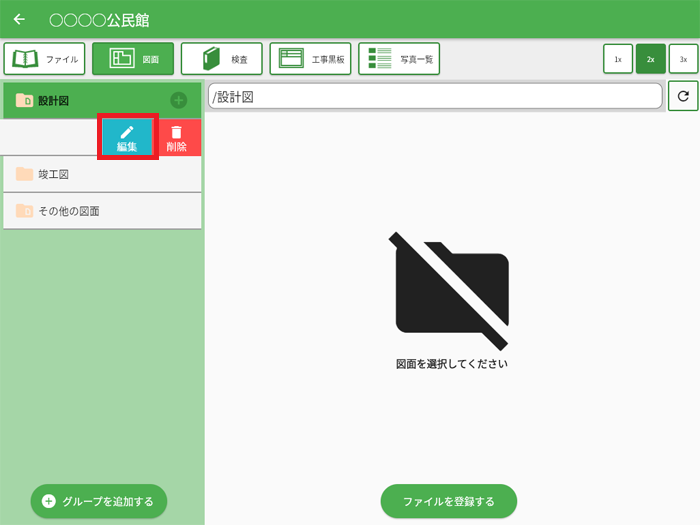 ○○○○公民館
ファイル
図面
検査
工事黒板
写真一覧
1x
2x
3x
設計図
/設計図
編集
削除
竣工図
その他の図面
図面を選択してください
グループを追加する
ファイルを登録する